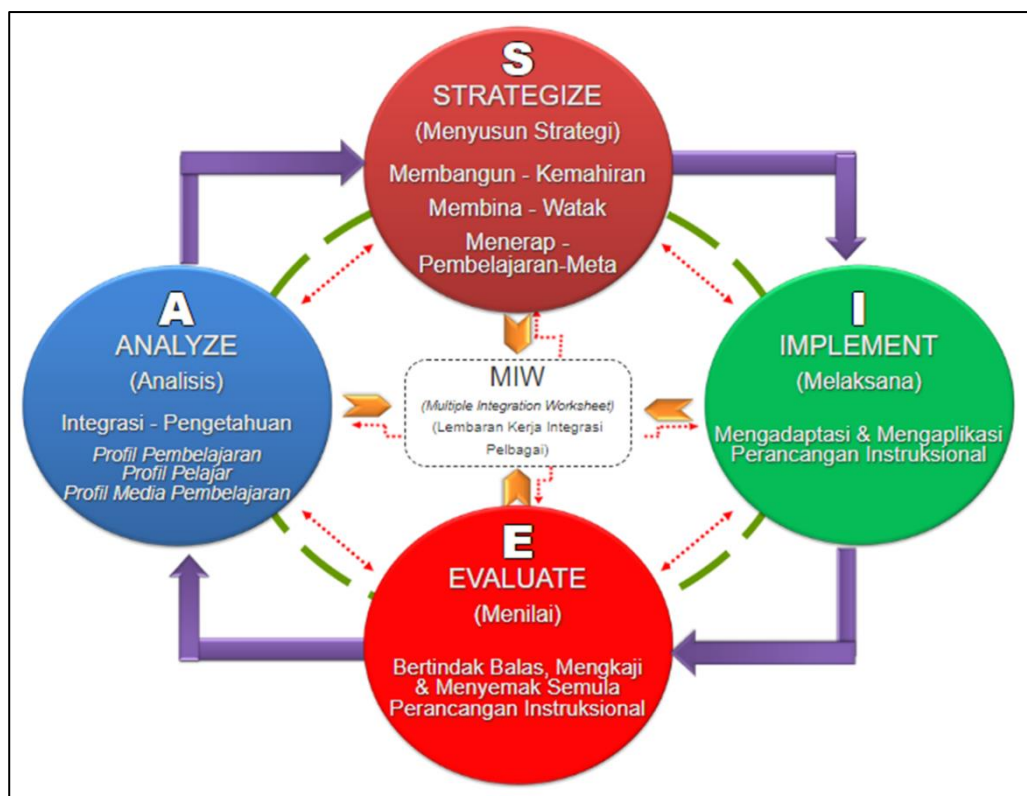 S
STRATEGIZE
(Menyusun Strategi)
Membangun - Kemahiran
Membina - Watak
Menerap -
Pembelajaran-Meta
A
ANALYZE
(Analisis)
Integrasi - Pengetahuan
Profil Pembelajaran
Profil Pelajar
Profil Media Pembelajaran
MIW
(Multiple Integration Worksheet)
(Lembaran Kerja Integrasi
Pelbagai)
I
IMPLEMENT
(Melaksana)
Mengadaptasi & Mengaplikasi
Perancangan Instruksional
E
EVALUATE
(Menilai)
Bertindak Balas, Mengkaji
& Menyemak Semula
Perancangan Instruksional